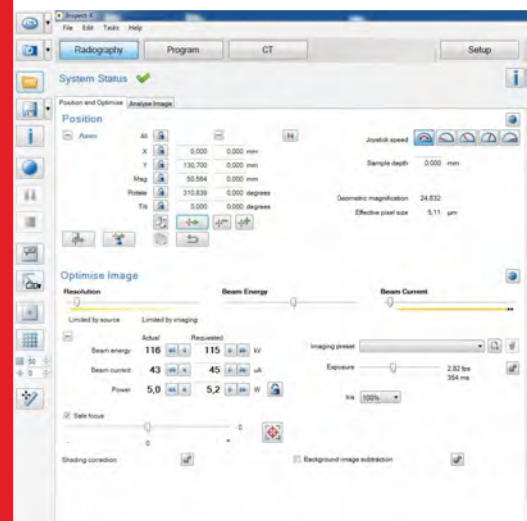 Inspect-X
File Edit Tasks Help
Radiography Program CT Setup
System Status
Position and Optimise Analyse Image
Position
Axes All Joystick speed
X 0,000 0,000 mm
Y 130,700 0,000 mm Sample depth 0.000 mm
Mag 50,564 0,000 mm
Rotate 310,839 0,000 degrees Geometric magnification 24,832
Tilt 0,000 0,000 degrees Effective pixel size 5,11 µm
Optimise Image
Resolution Beam Energy Beam Current
Limited by source Limited by imaging
Actual Requested
Beam energy 116 115 kV Imaging preset
Beam current 43 45 uA Exposure 2.82 fps
354 ms
Power 5,0 5,2 W
Iris 100%
Safe focus
- 0 + 0
Shading correction Background image subtraction
50
0